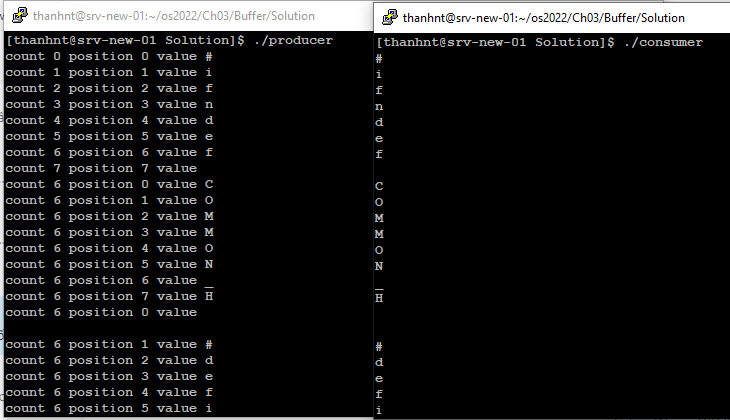 thanhnt@srv-new-01:~/os2022/Ch03/Buffer/Solution
[thanhnt@srv-new-01 Solution]$ ./producer
count 0 position 0 value #
count 1 position 1 value i
count 2 position 2 value f
count 3 position 3 value n
count 4 position 4 value d
count 5 position 5 value e
count 6 position 6 value f
count 7 position 7 value
count 6 position 0 value C
count 6 position 1 value O
count 6 position 2 value M
count 6 position 3 value M
count 6 position 4 value O
count 6 position 5 value N
count 6 position 6 value _
count 6 position 7 value H
count 6 position 0 value
count 6 position 1 value #
count 6 position 2 value d
count 6 position 3 value e
count 6 position 4 value f
count 6 position 5 value i
thanhnt@srv-new-01:~/os2022/Ch03/Buffer/Solution
[thanhnt@srv-new-01 Solution]$ ./consumer
#
i
f
n
d
e
f
C
O
M
M
O
N
_
H
#
d
e
f
i